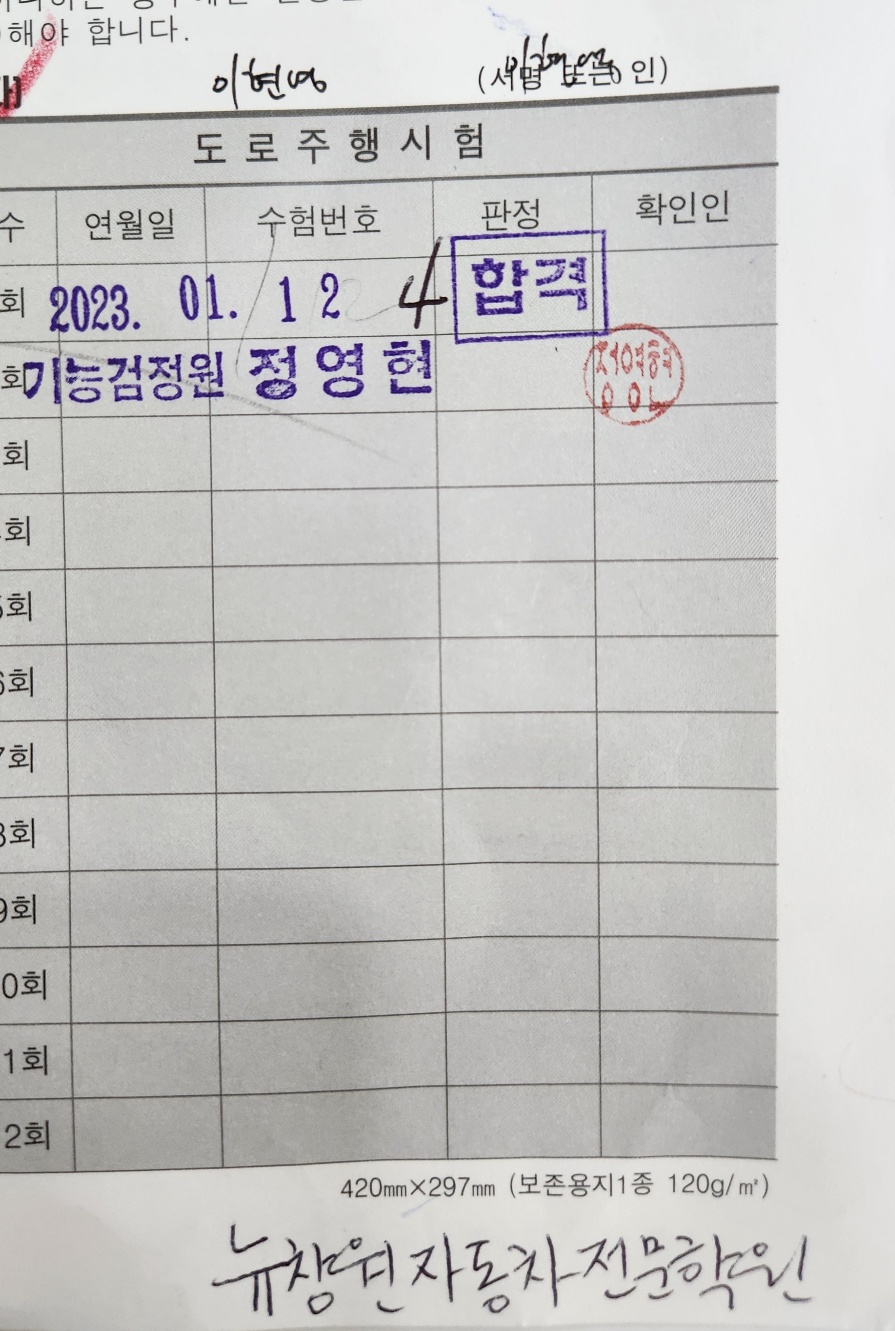 해야 합니다.
이현영 (서명 또는 인)
도로주행시험
수 연월일 수험번호 판정 확인인
회 2023. 01. 12 4 합격
회 기능검정원 정영현
회
회
5회
6회
7회
8회
9회
0회
1회
2회
420㎜×297㎜ (보존용지1종 120g/㎡)
뉴창원자동차전문학원